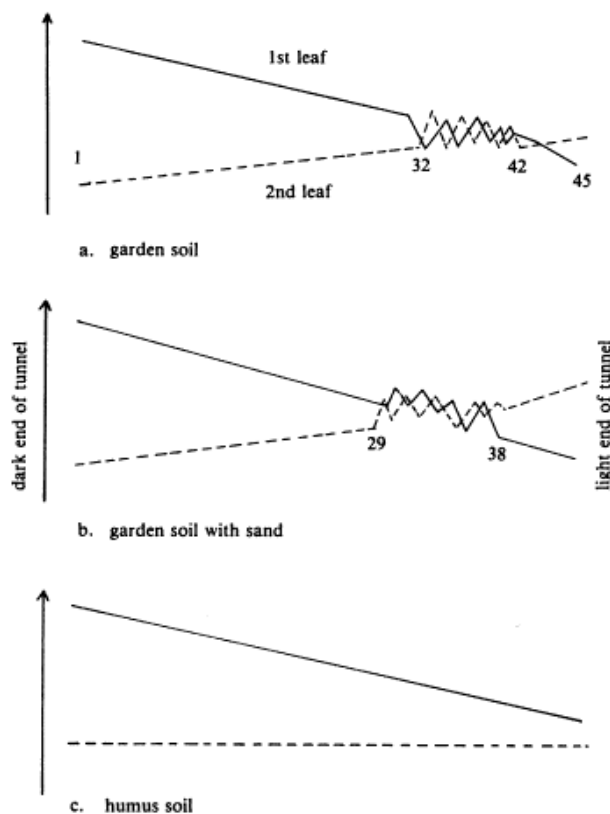 1st leaf
1
32
42
45
2nd leaf
a. garden soil
dark end of tunnel
light end of tunnel
29
38
b. garden soil with sand
c. humus soil